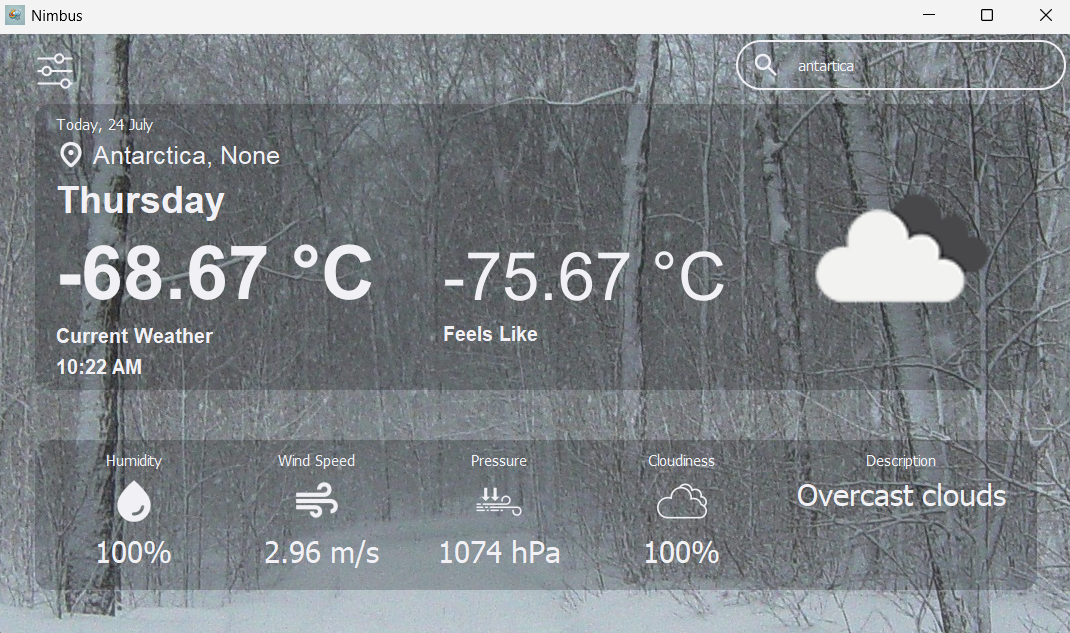 Nimbus
antartica
Today, 24 July
Antarctica, None
Thursday
-68.67 °C
-75.67 °C
Current Weather
Feels Like
10:22 AM
Humidity
Wind Speed
Pressure
Cloudiness
Description
Overcast clouds
100%
2.96 m/s
1074 hPa
100%